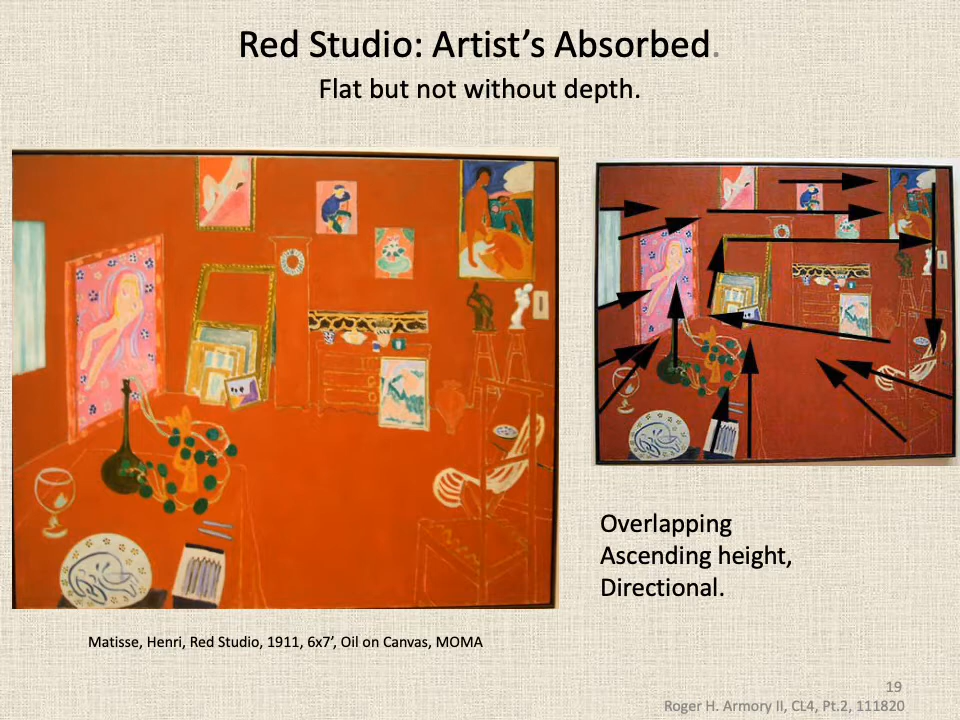 Red Studio: Artist’s Absorbed.
Flat but not without depth.
Overlapping
Ascending height,
Directional.
Matisse, Henri, Red Studio, 1911, 6x7’, Oil on Canvas, MOMA
19
Roger H. Armory II, CL4, Pt.2, 111820